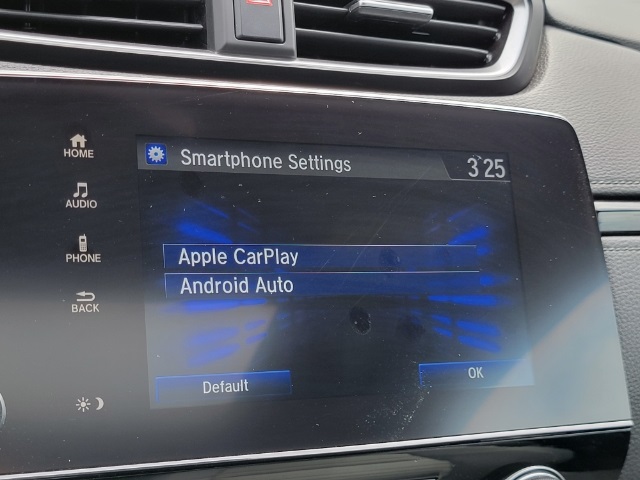 HOME
AUDIO
PHONE
BACK
Smartphone Settings
3:25
Apple CarPlay
Android Auto
Default
OK